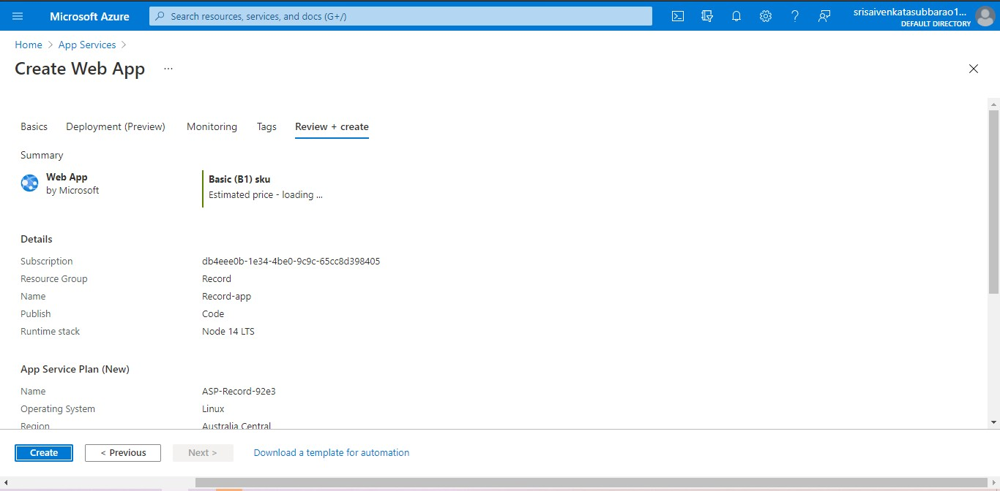 Microsoft Azure
Search resources, services, and docs (G+/)
srisaivenkatasubbarao1...
DEFAULT DIRECTORY
Home > App Services >
Create Web App ...
Basics Deployment (Preview) Monitoring Tags Review + create
Summary
Web App
by Microsoft
Basic (B1) sku
Estimated price - loading ...
Details
Subscription db4eee0b-1e34-4be0-9c9c-65cc8d398405
Resource Group Record
Name Record-app
Publish Code
Runtime stack Node 14 LTS
App Service Plan (New)
Name ASP-Record-92e3
Operating System Linux
Region Australia Central
Create < Previous Next > Download a template for automation